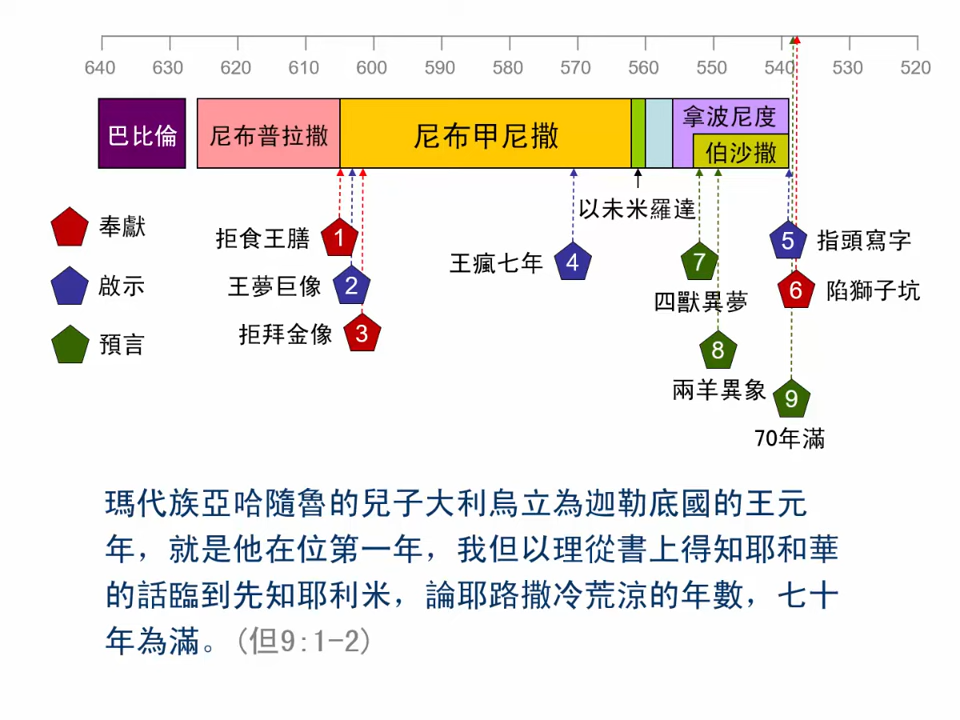 640 630 620 610 600 590 580 570 560 550 540 530 520
巴比倫
尼布普拉撒
尼布甲尼撒
拿波尼度
伯沙撒
以未米羅達
奉獻
啟示
預言
拒食王膳 1
王夢巨像 2
拒拜金像 3
王瘋七年 4
7
四獸異夢
8
兩羊異象
5 指頭寫字
6 陷獅子坑
9
70年滿
瑪代族亞哈隨魯的兒子大利烏立為迦勒底國的王元
年，就是他在位第一年，我但以理從書上得知耶和華
的話臨到先知耶利米，論耶路撒冷荒涼的年數，七十
年為滿。(但9:1-2)